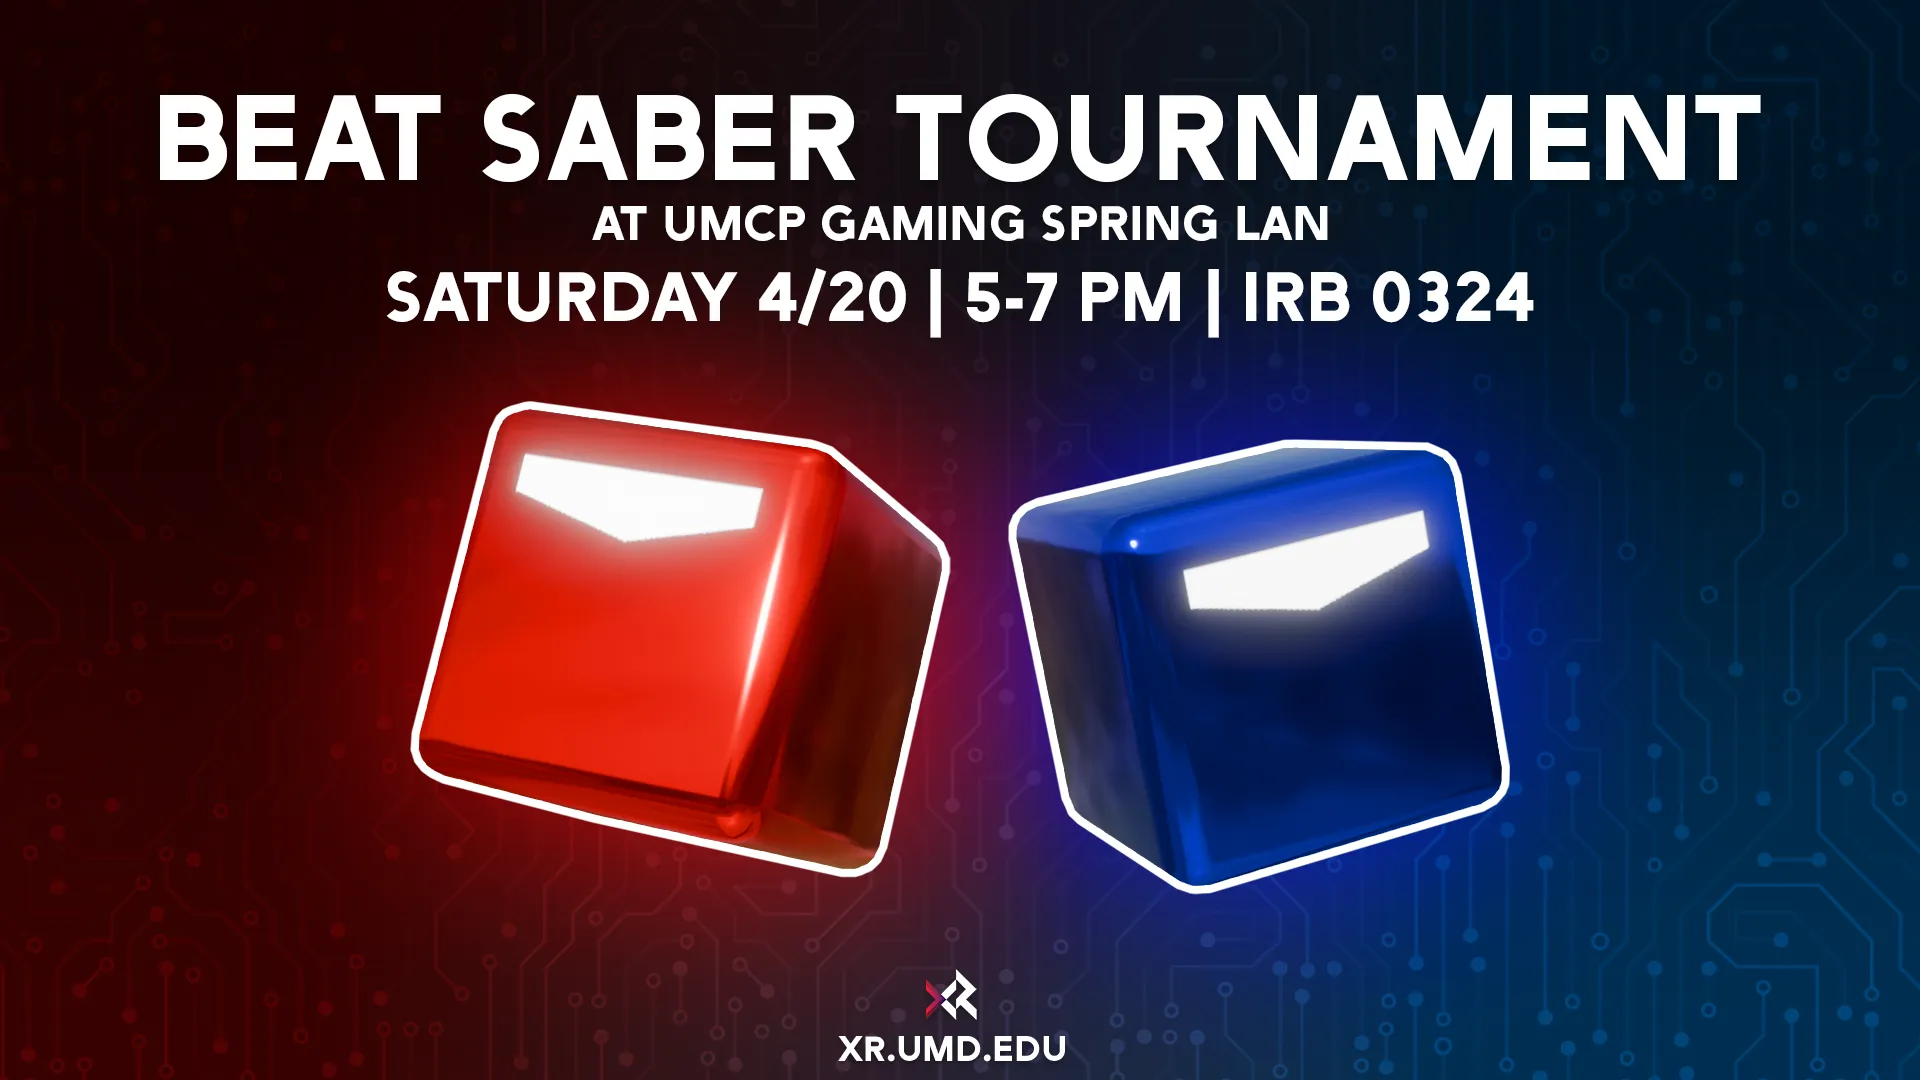 BEAT SABER TOURNAMENT
AT UMCP GAMING SPRING LAN
SATURDAY 4/20 | 5-7 PM | IRB 0324
XR
XR.UMD.EDU